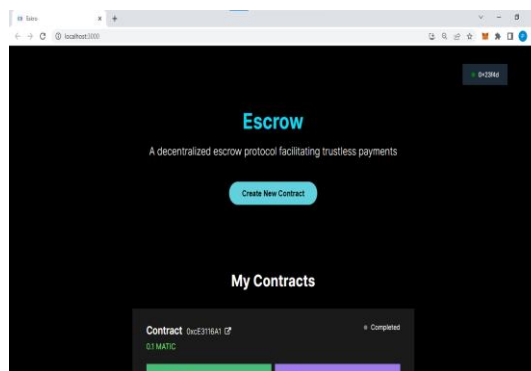 localhost:3000
0x23f4d
Escrow
A decentralized escrow protocol facilitating trustless payments
Create New Contract
My Contracts
Contract 0xcE3116A1
Completed
0.1 MATIC